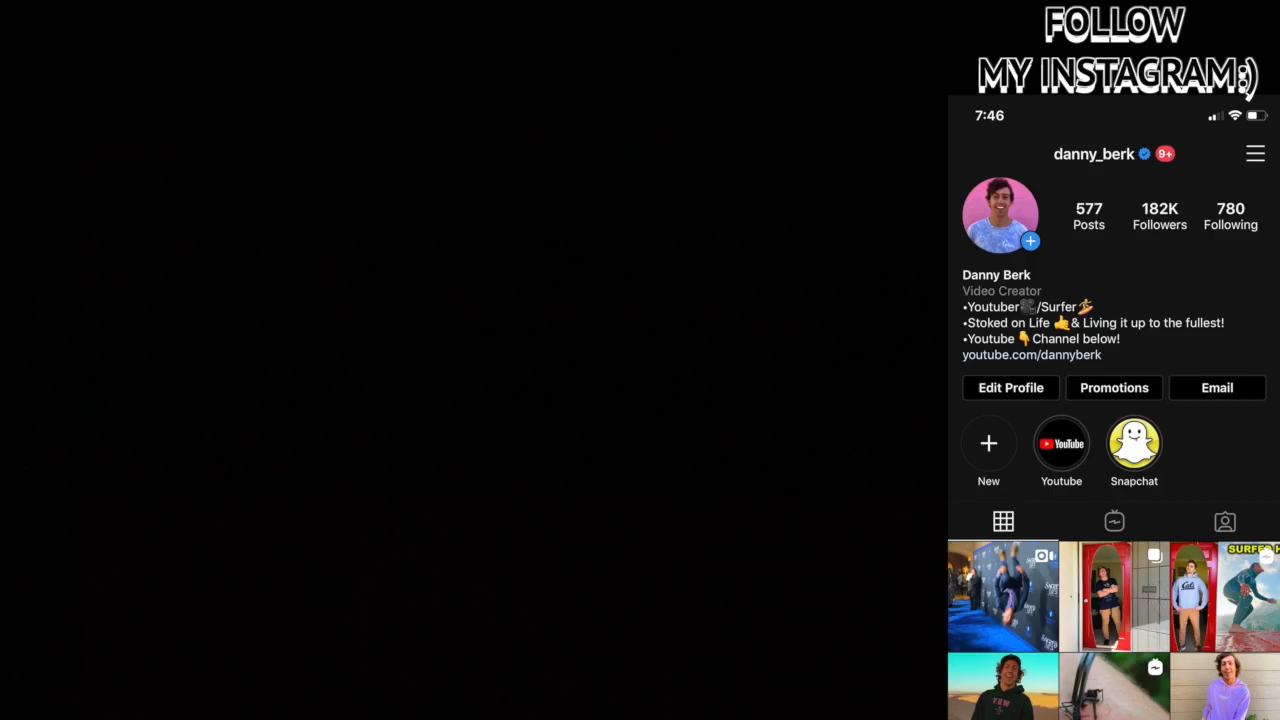 FOLLOW
MY INSTAGRAM:)
7:46
danny_berk 9+
577 182K 780
Posts Followers Following
Danny Berk
Video Creator
•Youtuber🎥/Surfer🏄
•Stoked on Life 🤙& Living it up to the fullest!
•Youtube 👇Channel below!
youtube.com/dannyberk
Edit Profile Promotions Email
YouTube
New Youtube Snapchat
SURFER H